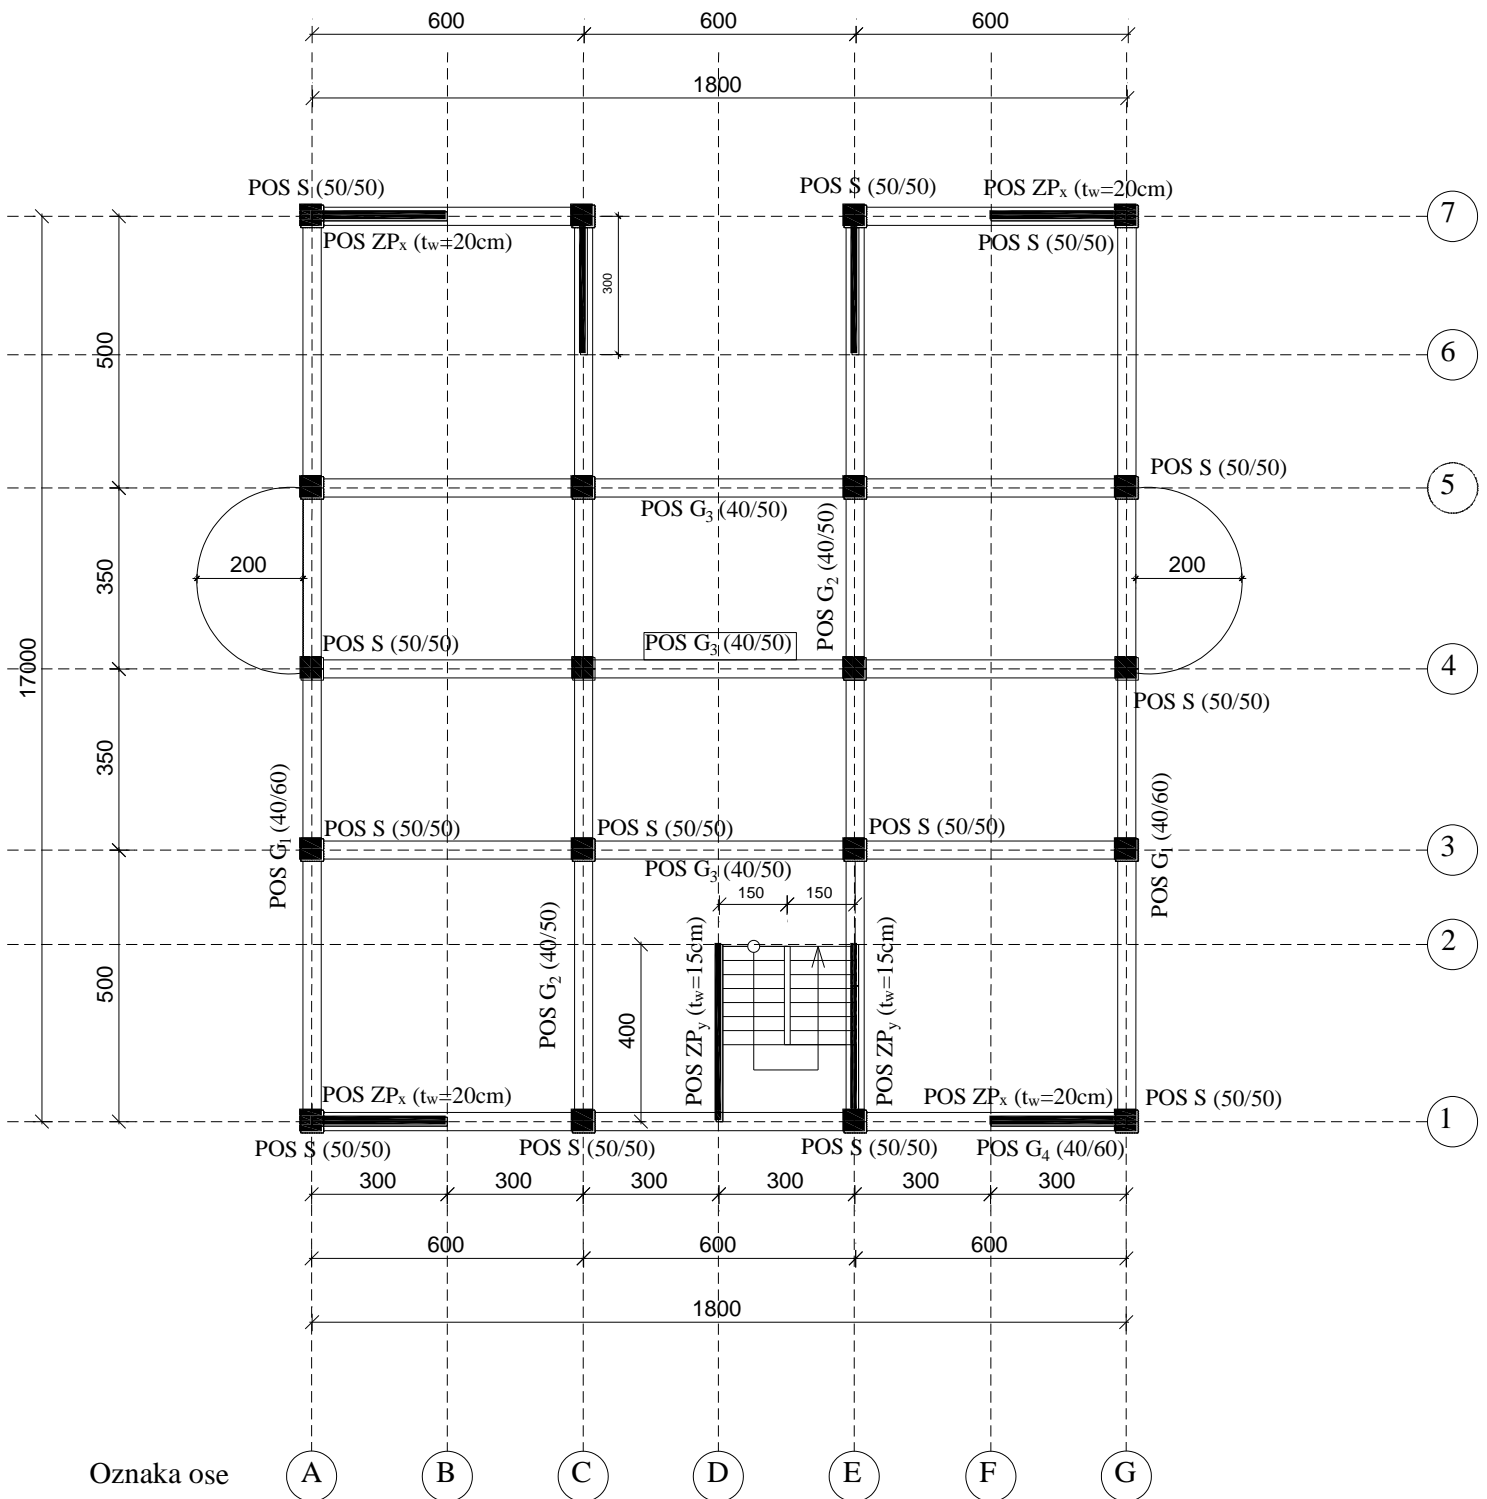 600 600 600
1800
POS S (50/50) POS S (50/50) POS ZPx (tw=20cm)
7
POS ZPx (tw=20cm) POS S (50/50)
300
500
6
POS S (50/50)
5
POS G3 (40/50)
POS G2 (40/50)
200 200
350
POS S (50/50) POS G3 (40/50)
17000
4
POS S (50/50)
350
POS G1 (40/60)
POS G1 (40/60)
POS S (50/50) POS S (50/50) POS S (50/50)
3
POS G3 (40/50)
150 150
2
POS G2 (40/50)
POS ZPy (tw=15cm)
POS ZPy (tw=15cm)
500
400
POS ZPx (tw=20cm) POS ZPx (tw=20cm) POS S (50/50)
1
POS S (50/50) POS S (50/50) POS S (50/50) POS G4 (40/60)
300 300 300 300 300 300
600 600 600
1800
Oznaka ose A B C D E F G